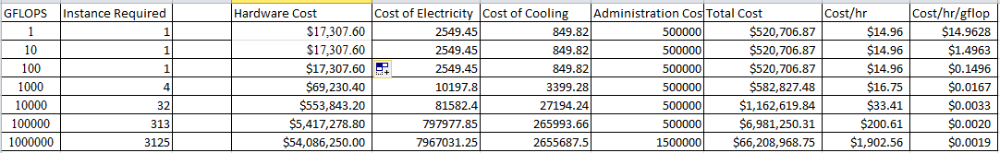 GFLOPS Instance Required Hardware Cost Cost of Electricity Cost of Cooling Administration Cos Total Cost Cost/hr Cost/hr/gflop
1 1 $17,307.60 2549.45 849.82 500000 $520,706.87 $14.96 $14.9628
10 1 $17,307.60 2549.45 849.82 500000 $520,706.87 $14.96 $1.4963
100 1 $17,307.60 2549.45 849.82 500000 $520,706.87 $14.96 $0.1496
1000 4 $69,230.40 10197.8 3399.28 500000 $582,827.48 $16.75 $0.0167
10000 32 $553,843.20 81582.4 27194.24 500000 $1,162,619.84 $33.41 $0.0033
100000 313 $5,417,278.80 797977.85 265993.66 500000 $6,981,250.31 $200.61 $0.0020
1000000 3125 $54,086,250.00 7967031.25 2655687.5 1500000 $66,208,968.75 $1,902.56 $0.0019